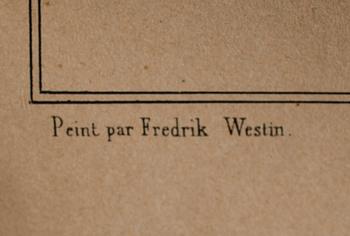 Peint par Fredrik Westin.